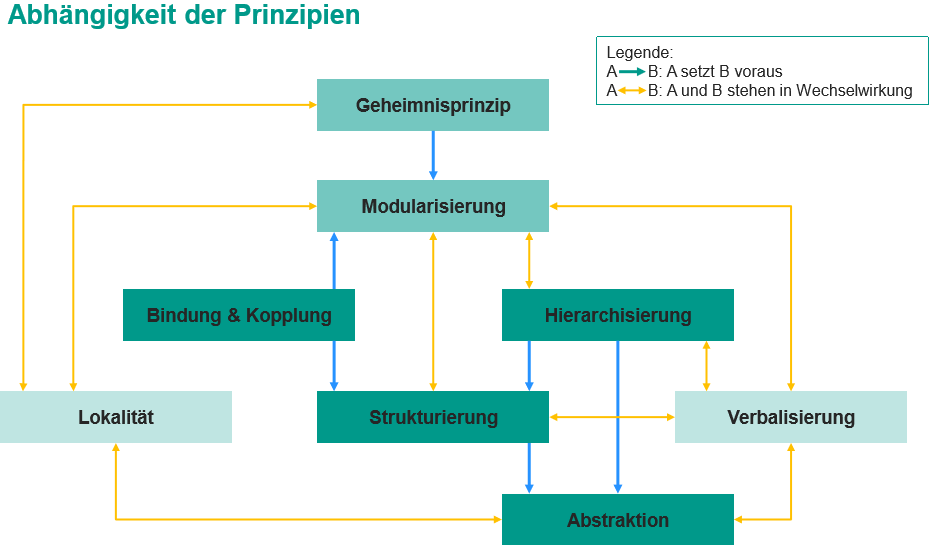 Abhängigkeit der Prinzipien
Legende:
A B: A setzt B voraus
A B: A und B stehen in Wechselwirkung
Geheimnisprinzip
Modularisierung
Bindung & Kopplung
Hierarchisierung
Lokalität
Strukturierung
Verbalisierung
Abstraktion